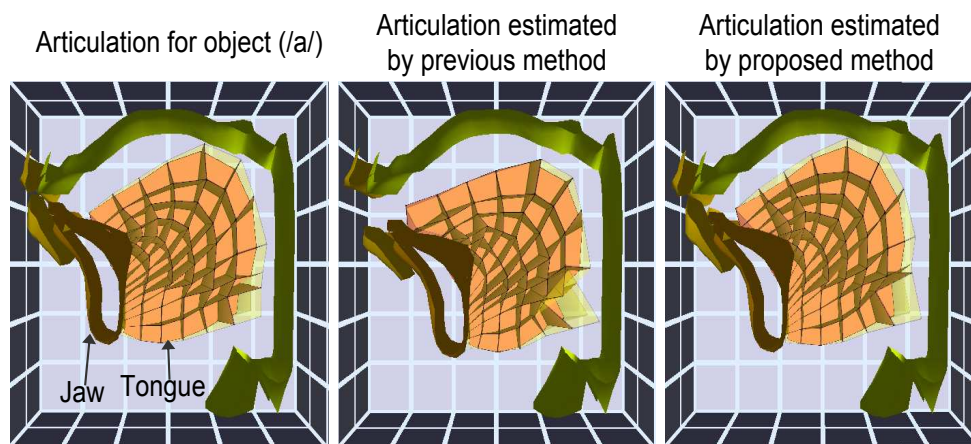 Articulation for object (/a/)
Articulation estimated
by previous method
Articulation estimated
by proposed method
Jaw
Tongue